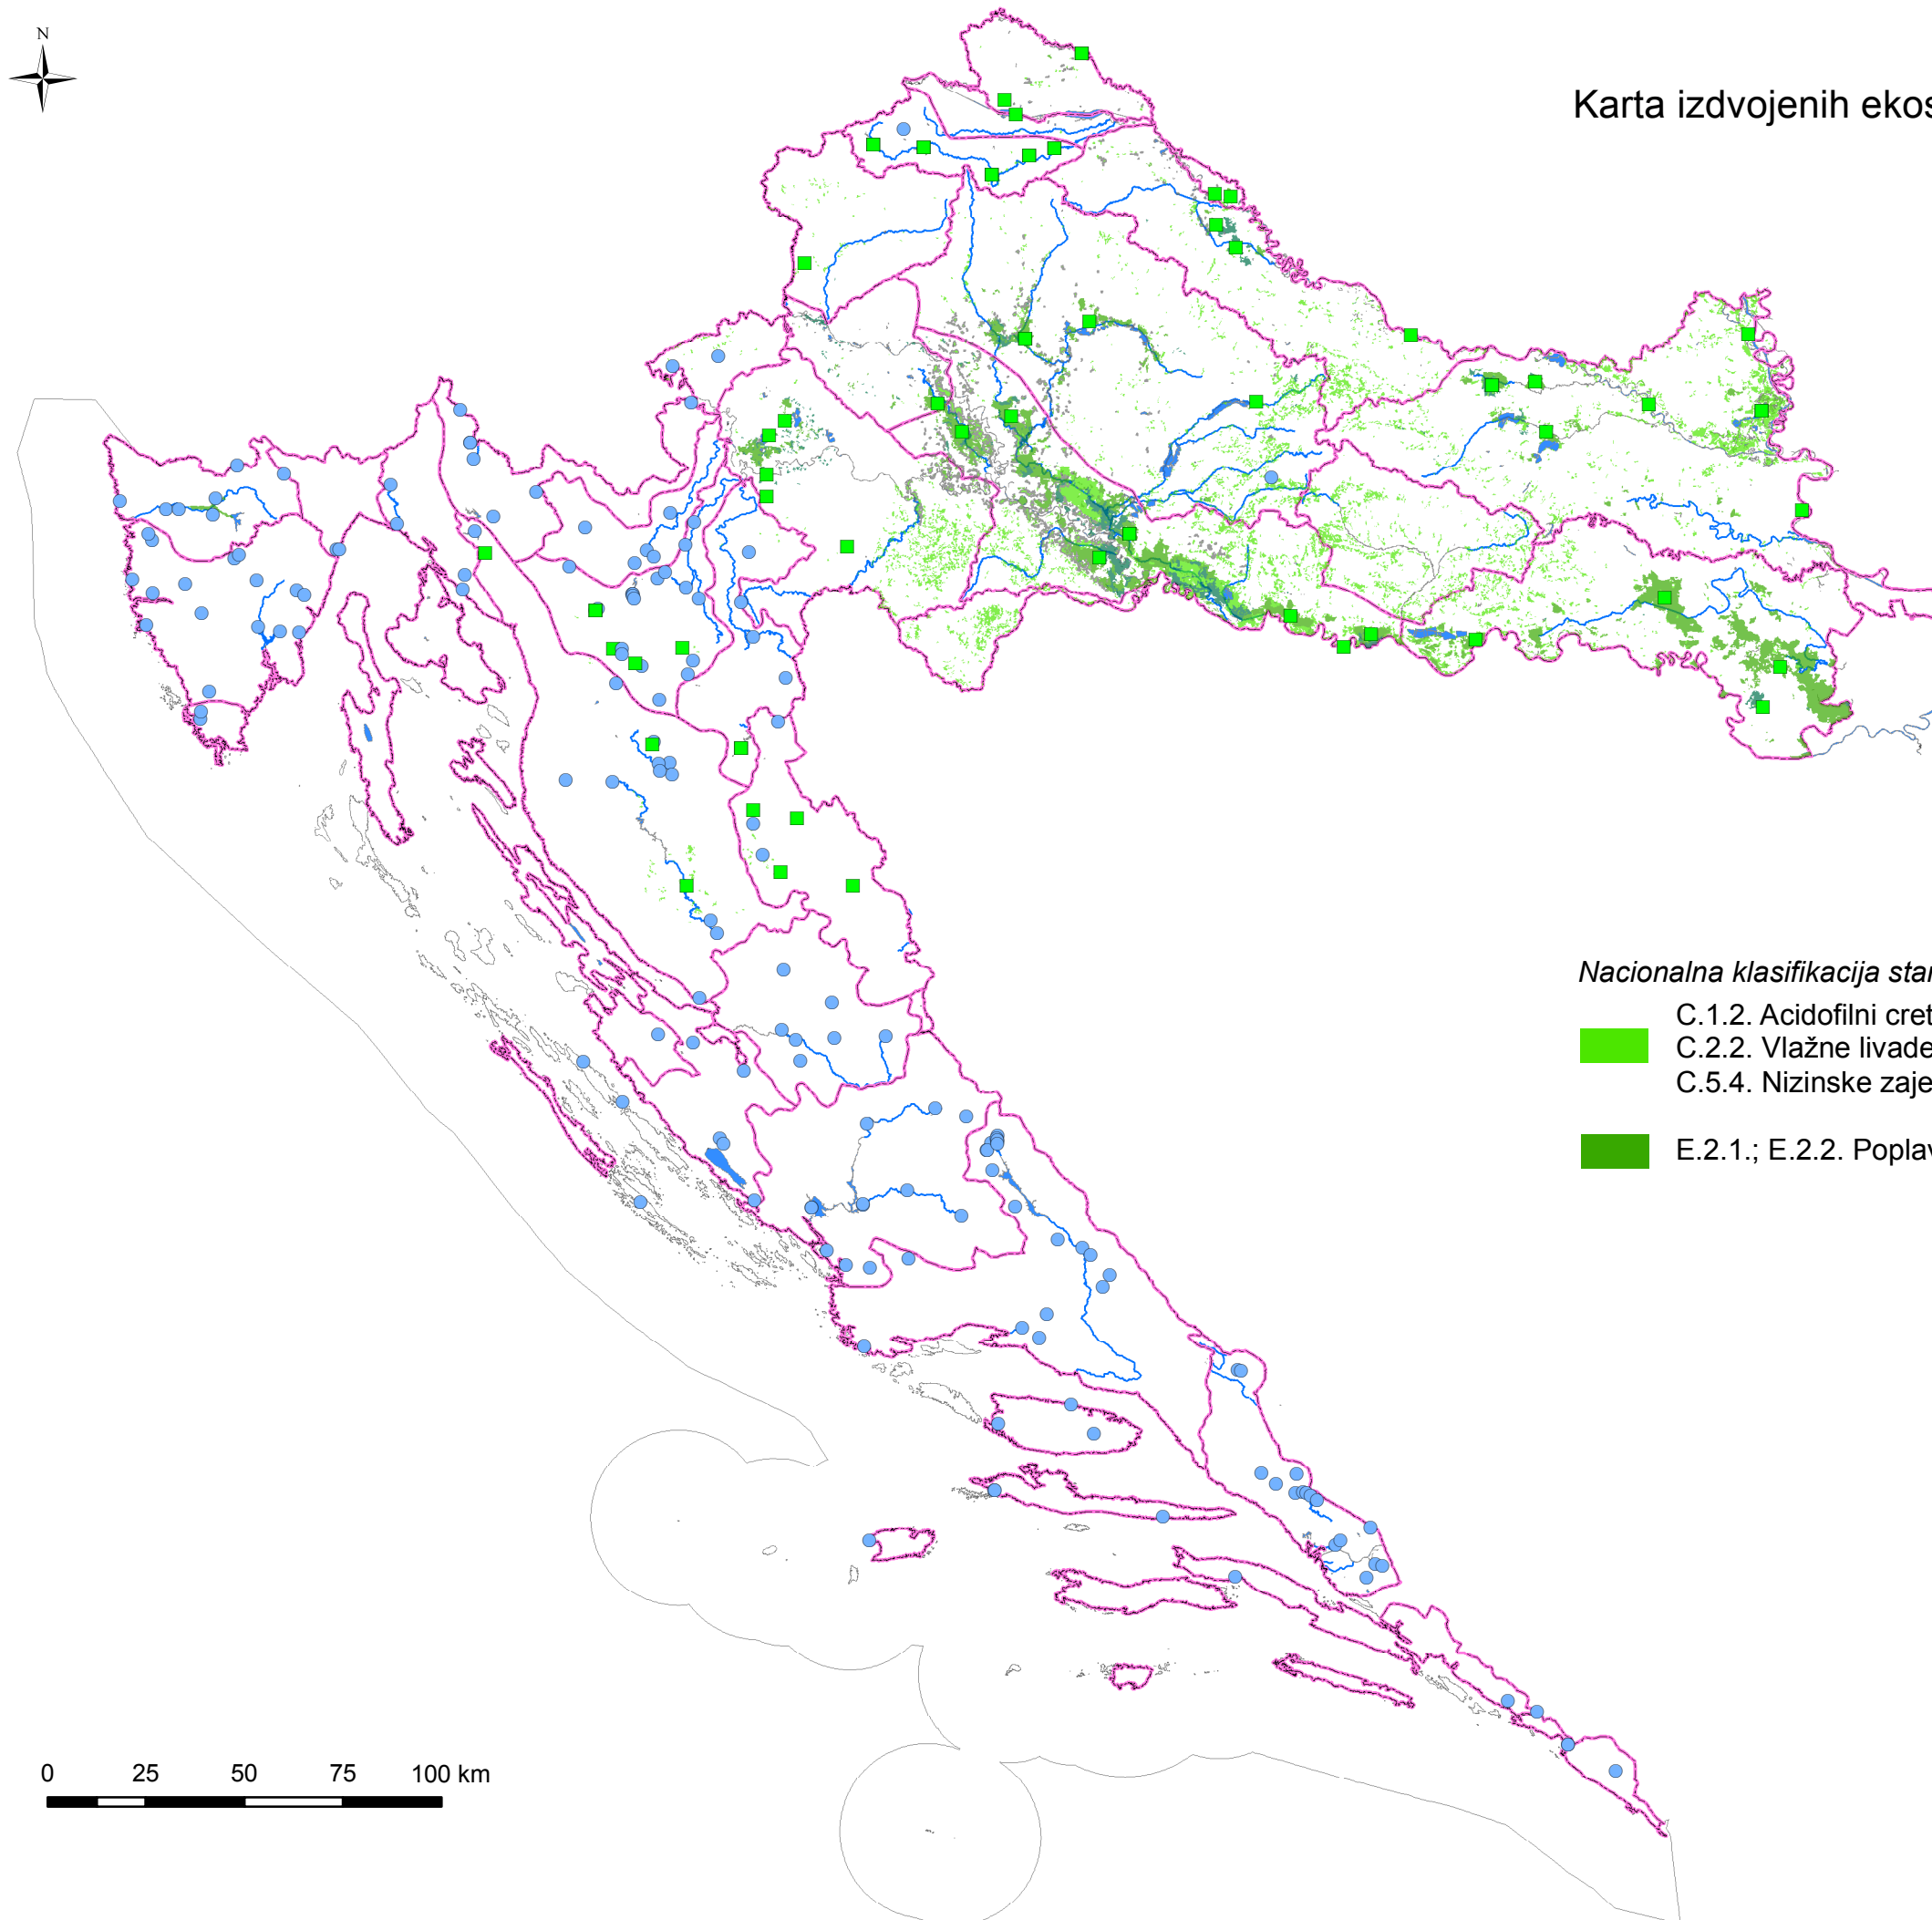 N
Karta izdvojenih ekos
Nacionalna klasifikacija star
C.1.2. Acidofilni cret
C.2.2. Vlažne livade
C.5.4. Nizinske zaje
E.2.1.; E.2.2. Poplav
0 25 50 75 100 km